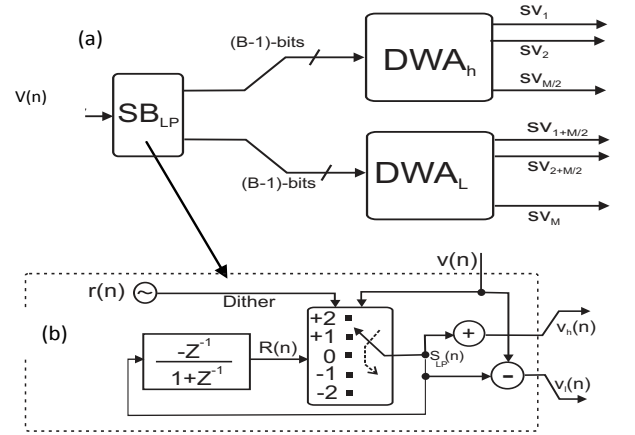 (a)
V(n)
SB_LP
(B-1)-bits
(B-1)-bits
DWA_h
DWA_L
SV_1
SV_2
SV_M/2
SV_1+M/2
SV_2+M/2
SV_M
(b)
r(n)
Dither
v(n)
-Z^-1
1+Z^-1
R(n)
+2
+1
0
-1
-2
S_LP(n)
+
-
v_h(n)
v_l(n)